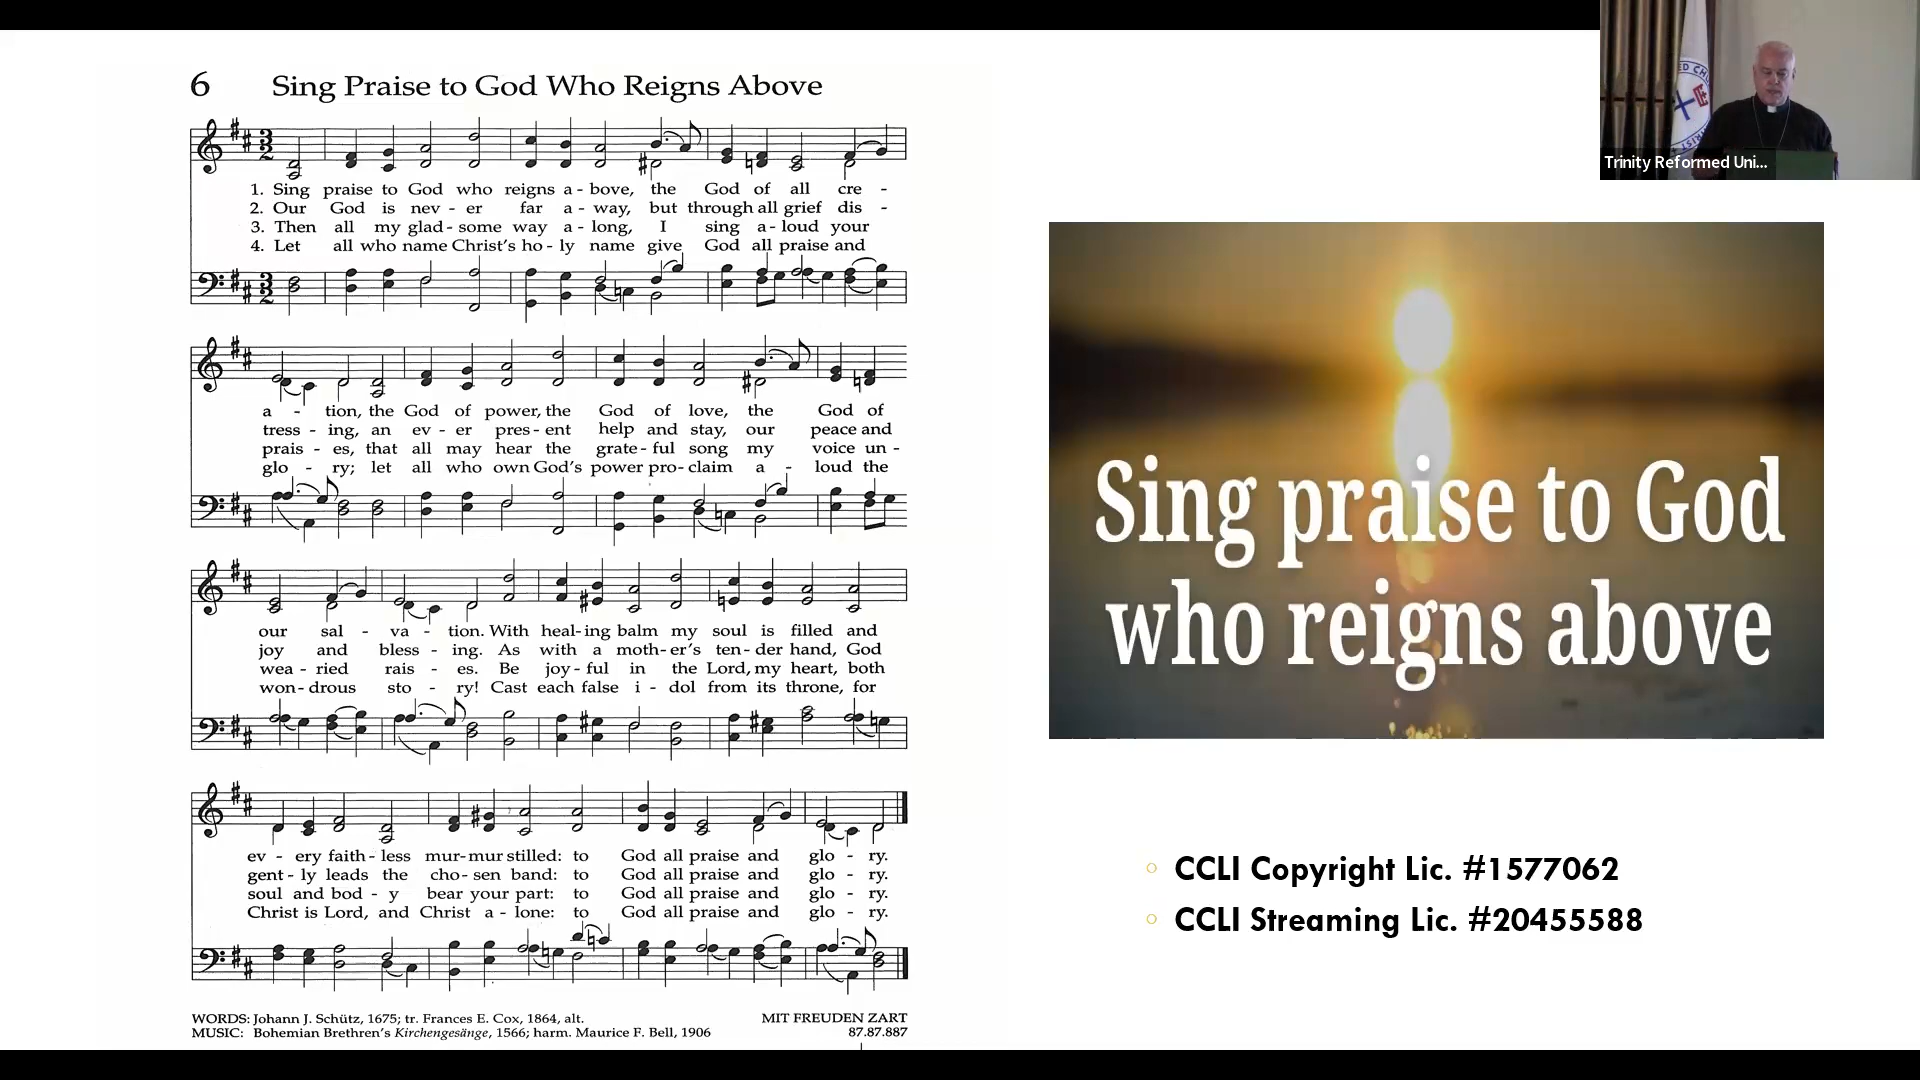 6 Sing Praise to God Who Reigns Above
1. Sing praise to God who reigns a - bove, the God of all cre -
2. Our God is nev - er far a - way, but through all grief dis -
3. Then all my glad - some way a - long, I sing a - loud your
4. Let all who name Christ's ho - ly name give God all praise and
a - tion, the God of power, the God of love, the God of
tress - ing, an ev - er pres - ent help and stay, our peace and
prais - es, that all may hear the grate - ful song my voice un -
glo - ry; let all who own God's power pro - claim a - loud the
our sal - va - tion. With heal - ing balm my soul is filled and
joy and bless - ing. As with a moth - er's ten - der hand, God
wea - ried rais - es. Be joy - ful in the Lord, my heart, both
won - drous sto - ry! Cast each false i - dol from its throne, for
ev - ery faith - less mur - mur stilled: to God all praise and glo - ry.
gent - ly leads the cho - sen band: to God all praise and glo - ry.
soul and bod - y bear your part: to God all praise and glo - ry.
Christ is Lord, and Christ a - lone: to God all praise and glo - ry.
WORDS: Johann J. Schütz, 1675; tr. Frances E. Cox, 1864, alt.
MUSIC: Bohemian Brethren's Kirchengesänge, 1566; harm. Maurice F. Bell, 1906
MIT FREUDEN ZART
87.87.887
Trinity Reformed Uni...
Sing praise to God
who reigns above
CCLI Copyright Lic. #1577062
CCLI Streaming Lic. #20455588